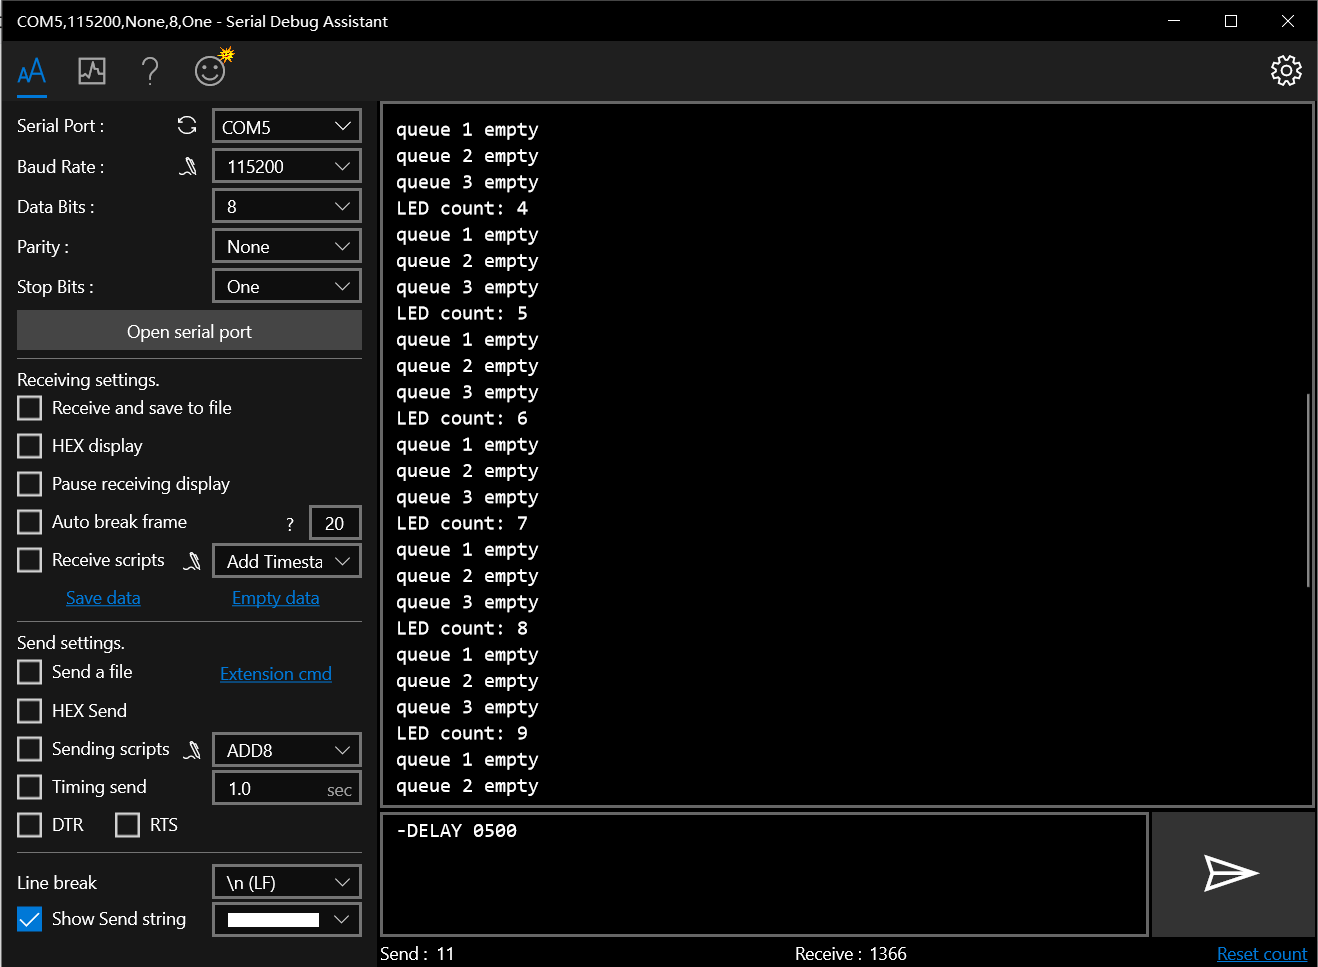 COM5,115200,None,8,One - Serial Debug Assistant
Serial Port :
COM5
Baud Rate :
115200
Data Bits :
8
Parity :
None
Stop Bits :
One
Open serial port
Receiving settings.
Receive and save to file
HEX display
Pause receiving display
Auto break frame
?
20
Receive scripts
Add Timesta
Save data
Empty data
Send settings.
Send a file
Extension cmd
HEX Send
Sending scripts
ADD8
Timing send
1.0
sec
DTR
RTS
Line break
\n (LF)
Show Send string
queue 1 empty
queue 2 empty
queue 3 empty
LED count: 4
queue 1 empty
queue 2 empty
queue 3 empty
LED count: 5
queue 1 empty
queue 2 empty
queue 3 empty
LED count: 6
queue 1 empty
queue 2 empty
queue 3 empty
LED count: 7
queue 1 empty
queue 2 empty
queue 3 empty
LED count: 8
queue 1 empty
queue 2 empty
queue 3 empty
LED count: 9
queue 1 empty
queue 2 empty
-DELAY 0500
Send : 11
Receive : 1366
Reset count